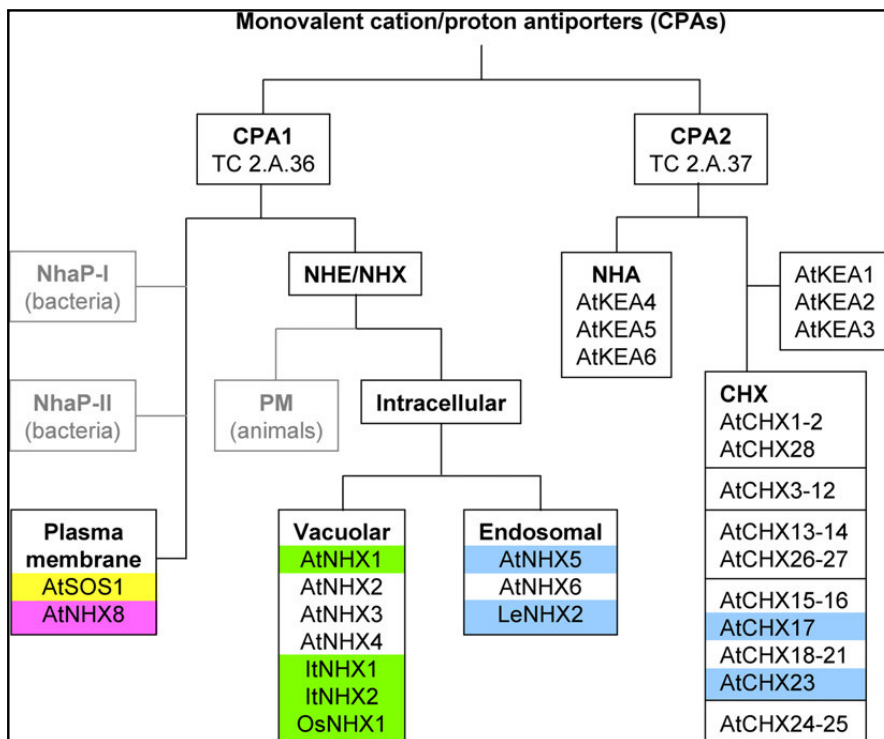 Monovalent cation/proton antiporters (CPAs)
CPA1
TC 2.A.36
CPA2
TC 2.A.37
NhaP-I
(bacteria)
NHE/NHX
NHA
AtKEA4
AtKEA5
AtKEA6
AtKEA1
AtKEA2
AtKEA3
NhaP-II
(bacteria)
PM
(animals)
Intracellular
CHX
AtCHX1-2
AtCHX28
AtCHX3-12
AtCHX13-14
AtCHX26-27
AtCHX15-16
AtCHX17
AtCHX18-21
AtCHX23
AtCHX24-25
Plasma
membrane
AtSOS1
AtNHX8
Vacuolar
AtNHX1
AtNHX2
AtNHX3
AtNHX4
ItNHX1
ItNHX2
OsNHX1
Endosomal
AtNHX5
AtNHX6
LeNHX2